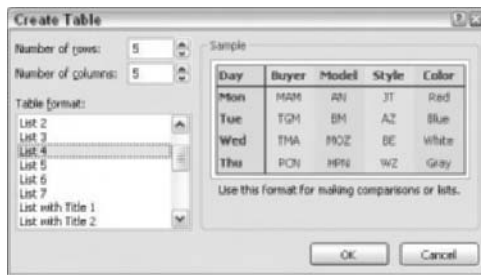 Create Table
Number of rows: 5
Number of columns: 5
Table format:
List 2
List 3
List 4
List 5
List 6
List 7
List with Title 1
List with Title 2
Sample
Day Buyer Model Style Color
Mon MAM AN JT Red
Tue TGM BM AZ Blue
Wed TMA MOZ BE White
Thu PCN MPN WZ Gray
Use this format for making comparisons or lists.
OK Cancel